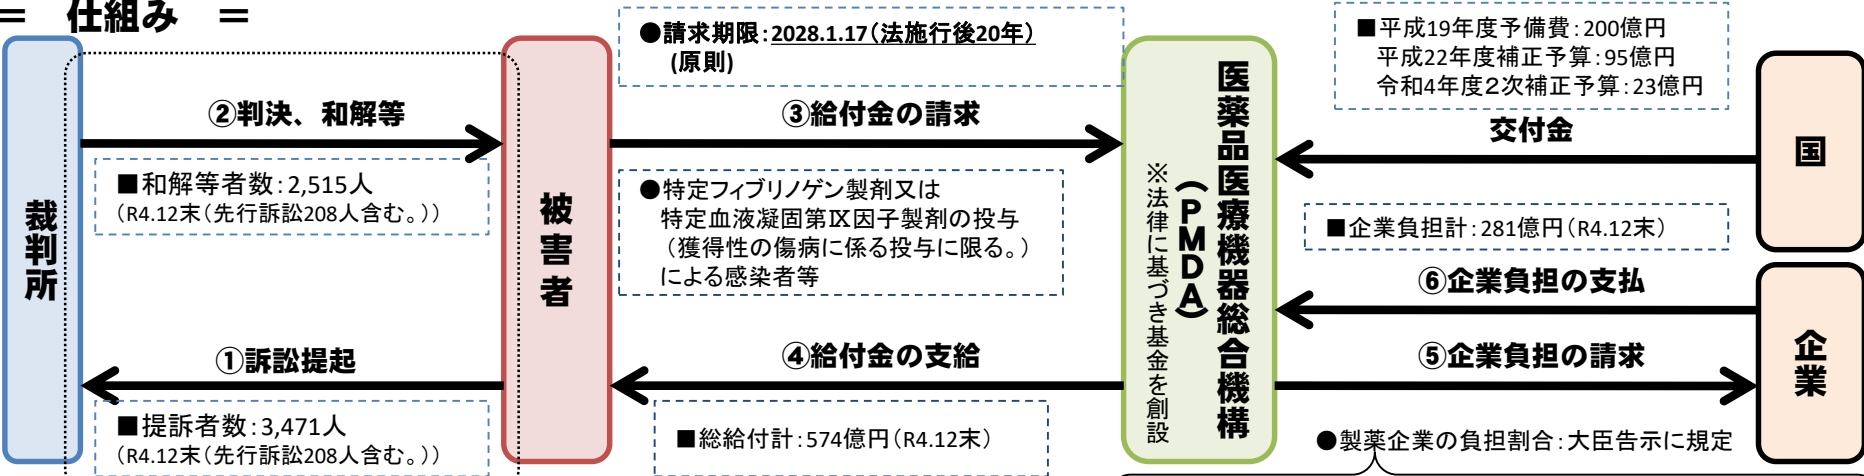 ＝　仕組み　＝
裁判所
②判決、和解等
■和解等者数：2,515人
（R4.12末（先行訴訟208人含む。））
①訴訟提起
■提訴者数：3,471人
（R4.12末（先行訴訟208人含む。））
被害者
●請求期限：2028.1.17（法施行後20年）
（原則）
③給付金の請求
●特定フィブリノゲン製剤又は
特定血液凝固第Ⅸ因子製剤の投与
（獲得性の傷病に係る投与に限る。）
による感染者等
④給付金の支給
■総給付計：574億円（R4.12末）
医薬品医療機器総合機構
（PMDA）
※法律に基づき基金を創設
■平成19年度予備費：200億円
平成22年度補正予算：95億円
令和4年度２次補正予算：23億円
交付金
国
■企業負担計：281億円（R4.12末）
⑥企業負担の支払
⑤企業負担の請求
企業
●製薬企業の負担割合：大臣告示に規定